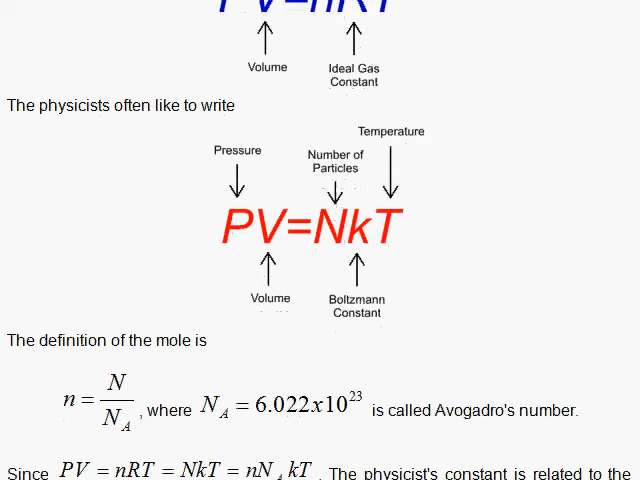 PV=nRT
Volume
Ideal Gas
Constant
The physicists often like to write
Temperature
Pressure
Number of
Particles
PV=NkT
Volume
Boltzmann
Constant
The definition of the mole is
n = N / N_A , where N_A = 6.022x10^23 is called Avogadro's number.
Since PV = nRT = NkT = nN_A kT . The physicist's constant is related to the